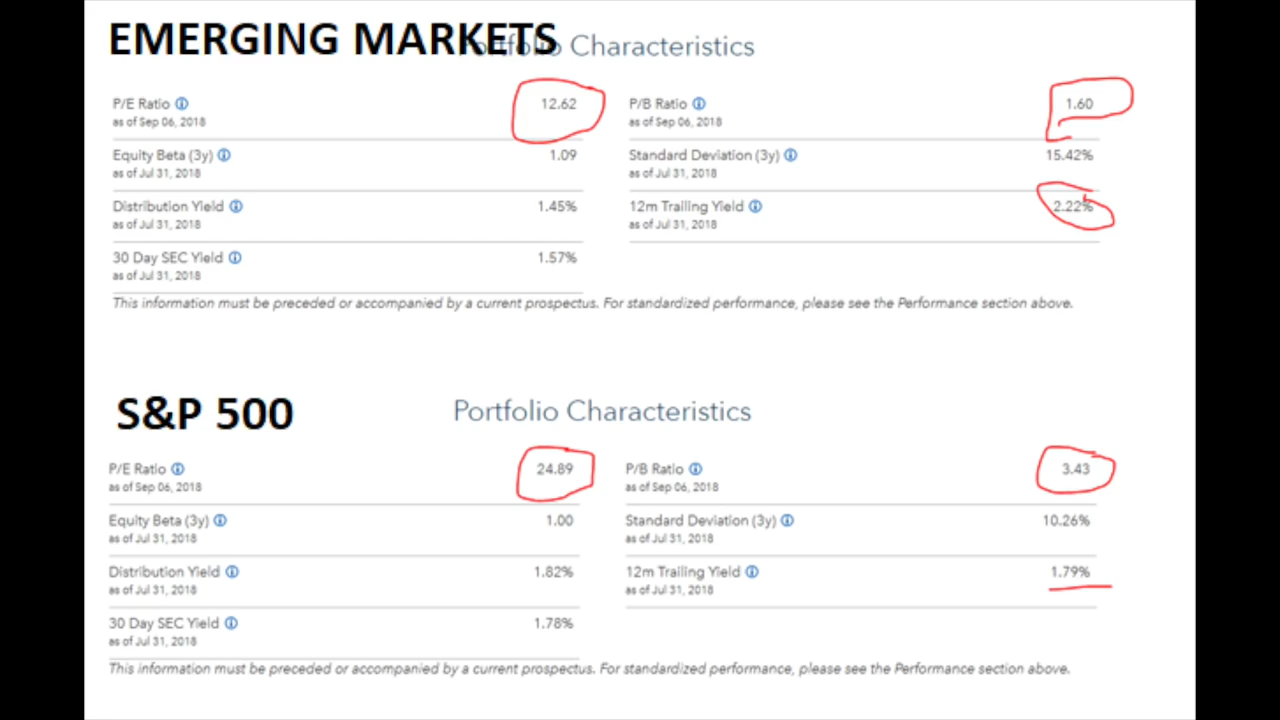 EMERGING MARKETS
Portfolio Characteristics
P/E Ratio 12.62 P/B Ratio 1.60
as of Sep 06, 2018 as of Sep 06, 2018
Equity Beta (3y) 1.09 Standard Deviation (3y) 15.42%
as of Jul 31, 2018 as of Jul 31, 2018
Distribution Yield 1.45% 12m Trailing Yield 2.22%
as of Jul 31, 2018 as of Jul 31, 2018
30 Day SEC Yield 1.57%
as of Jul 31, 2018
This information must be preceded or accompanied by a current prospectus. For standardized performance, please see the Performance section above.
S&P 500
Portfolio Characteristics
P/E Ratio 24.89 P/B Ratio 3.43
as of Sep 06, 2018 as of Sep 06, 2018
Equity Beta (3y) 1.00 Standard Deviation (3y) 10.26%
as of Jul 31, 2018 as of Jul 31, 2018
Distribution Yield 1.82% 12m Trailing Yield 1.79%
as of Jul 31, 2018 as of Jul 31, 2018
30 Day SEC Yield 1.78%
as of Jul 31, 2018
This information must be preceded or accompanied by a current prospectus. For standardized performance, please see the Performance section above.